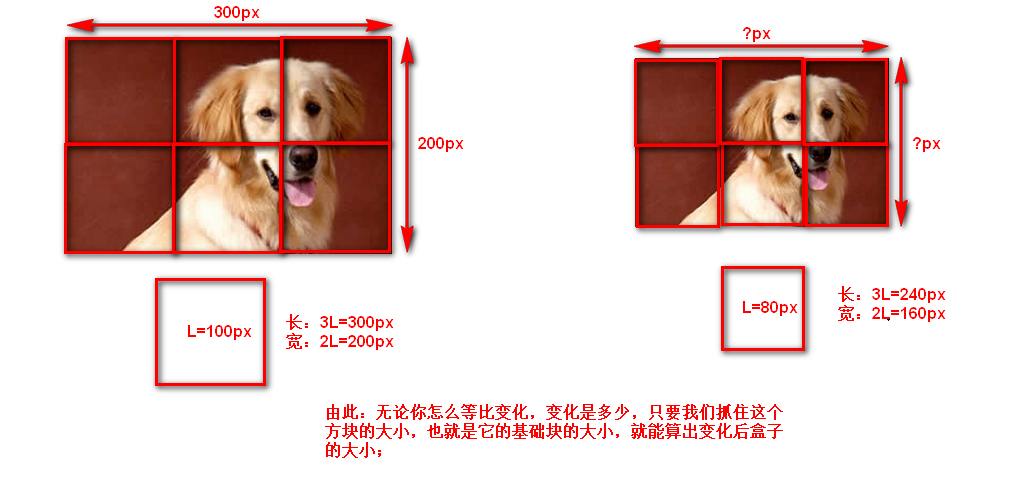 300px
200px
?px
?px
L=100px
长：3L=300px
宽：2L=200px
L=80px
长：3L=240px
宽：2L=160px
由此：无论你怎么等比变化，变化是多少，只要我们抓住这个
方块的大小，也就是它的基础块的大小，就能算出变化后盒子
的大小；